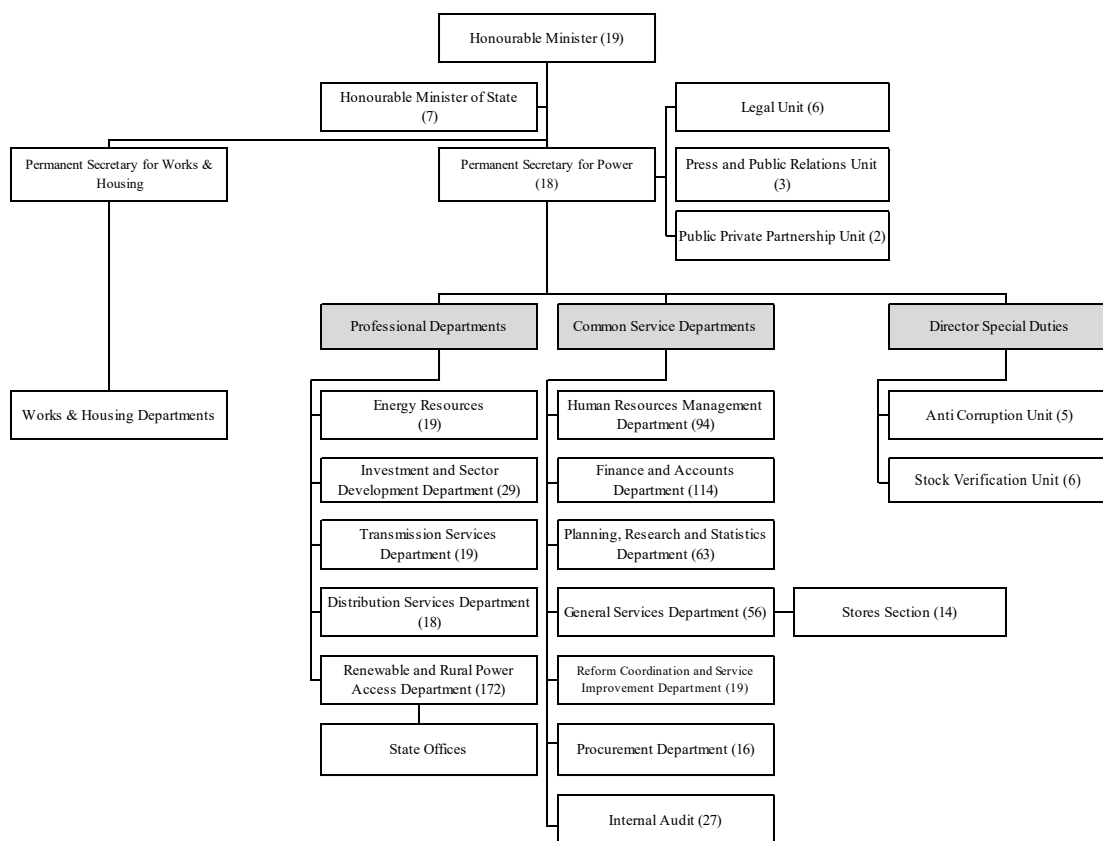 Honourable Minister (19)
Honourable Minister of State
(7)
Legal Unit (6)
Permanent Secretary for Works &
Housing
Permanent Secretary for Power
(18)
Press and Public Relations Unit
(3)
Public Private Partnership Unit (2)
Professional Departments
Common Service Departments
Director Special Duties
Works & Housing Departments
Energy Resources
(19)
Human Resources Management
Department (94)
Anti Corruption Unit (5)
Investment and Sector
Development Department (29)
Finance and Accounts
Department (114)
Stock Verification Unit (6)
Transmission Services
Department (19)
Planning, Research and Statistics
Department (63)
Distribution Services Department
(18)
General Services Department (56)
Stores Section (14)
Renewable and Rural Power
Access Department (172)
Reform Coordination and Service
Improvement Department (19)
State Offices
Procurement Department (16)
Internal Audit (27)